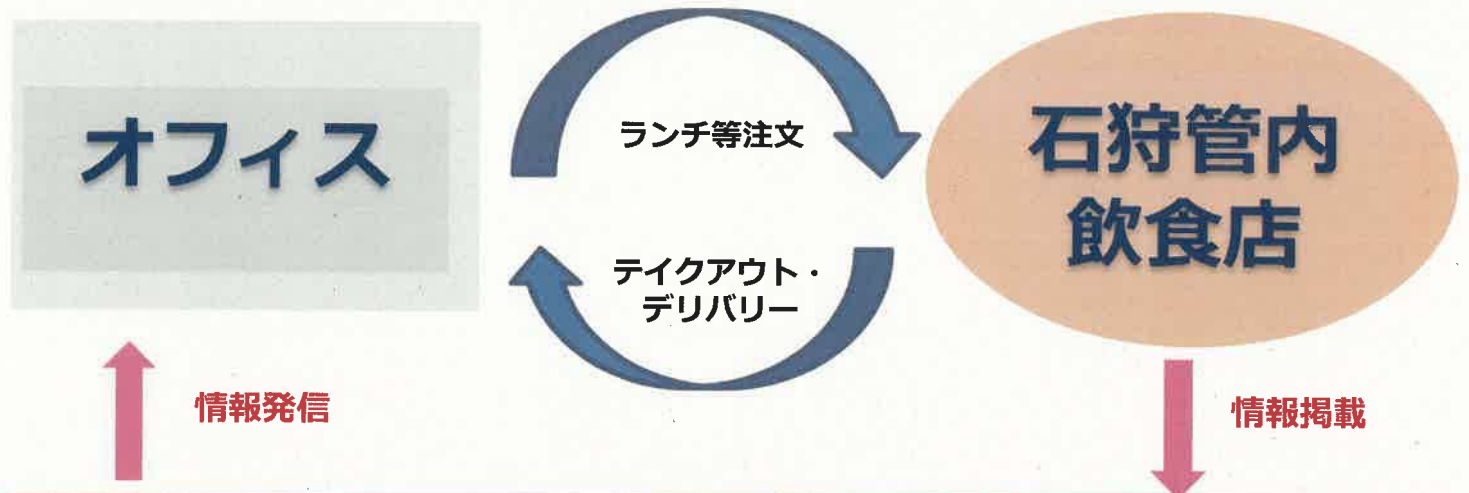 オフィス
ランチ等注文
石狩管内
飲食店
テイクアウト・
デリバリー
情報発信
情報掲載